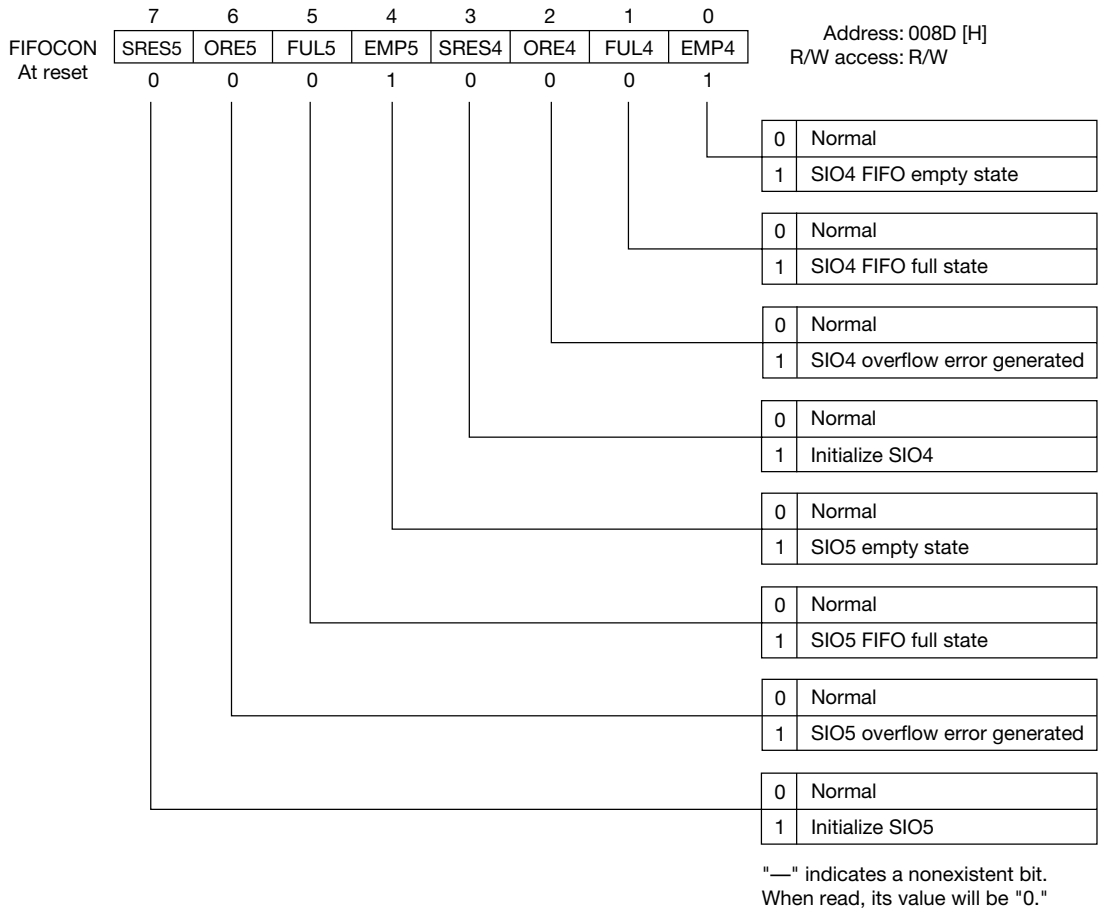 7 6 5 4 3 2 1 0
Address: 008D [H]
FIFOCON SRES5 ORE5 FUL5 EMP5 SRES4 ORE4 FUL4 EMP4
R/W access: R/W
At reset 0 0 0 1 0 0 0 1
0 Normal
1 SIO4 FIFO empty state
0 Normal
1 SIO4 FIFO full state
0 Normal
1 SIO4 overflow error generated
0 Normal
1 Initialize SIO4
0 Normal
1 SIO5 empty state
0 Normal
1 SIO5 FIFO full state
0 Normal
1 SIO5 overflow error generated
0 Normal
1 Initialize SIO5
"—" indicates a nonexistent bit.
When read, its value will be "0."